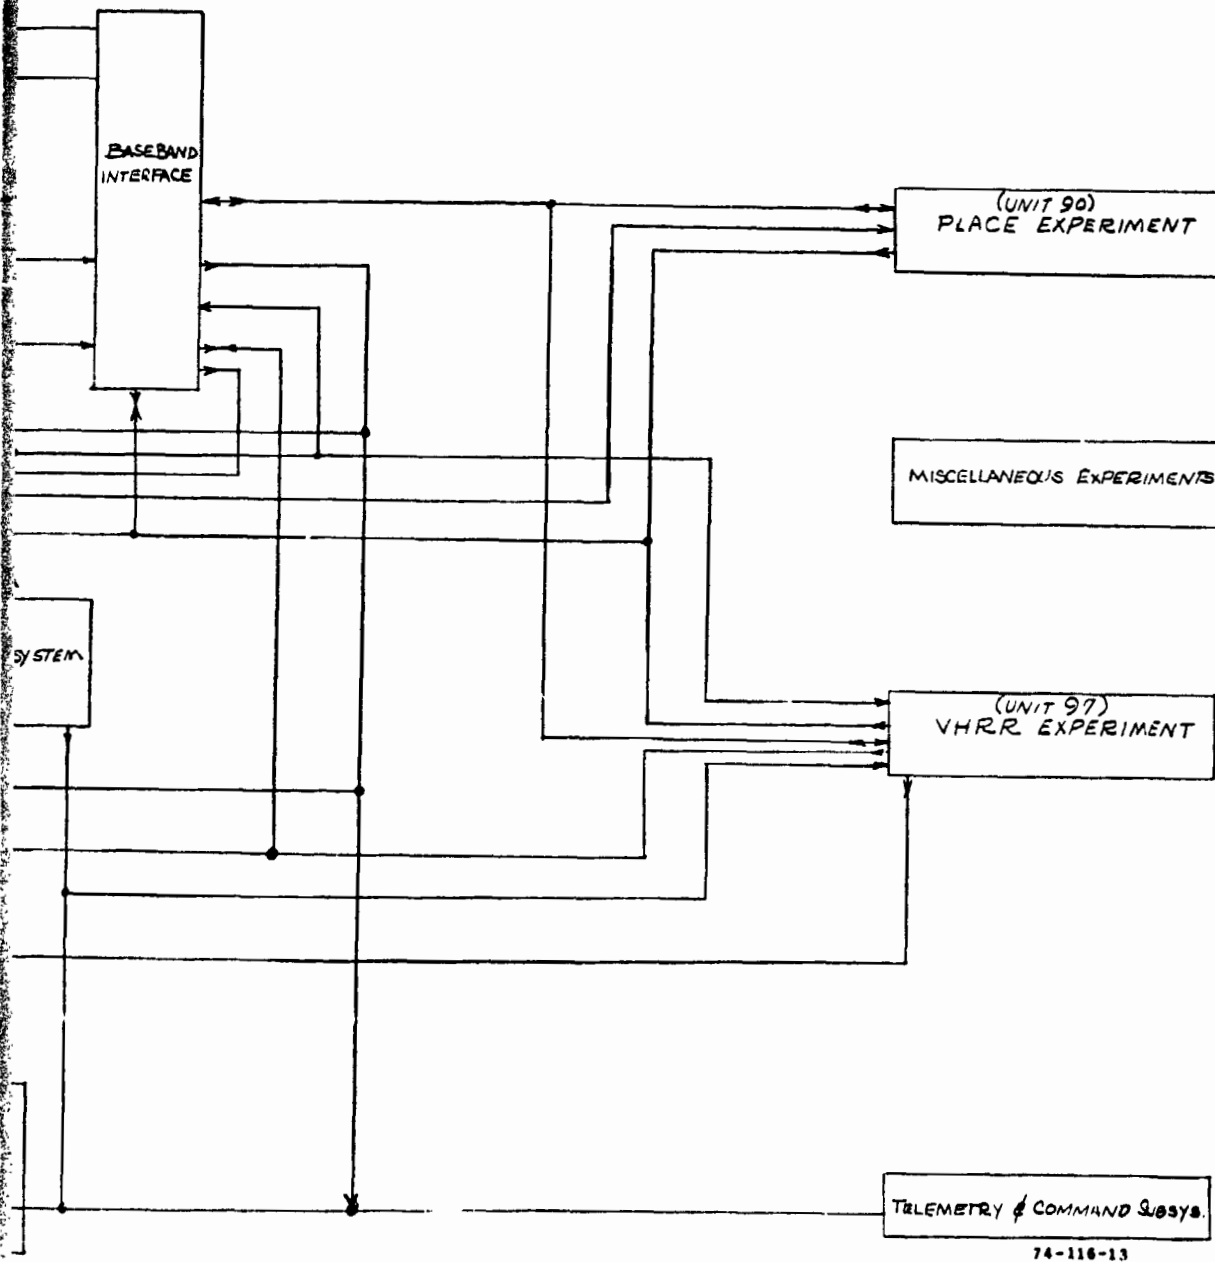 BASEBAND
INTERFACE
(UNIT 90)
PLACE EXPERIMENT
MISCELLANEOUS EXPERIMENTS
SYSTEM
(UNIT 97)
VHRR EXPERIMENT
TELEMETRY & COMMAND SUBSYS.
74-116-13